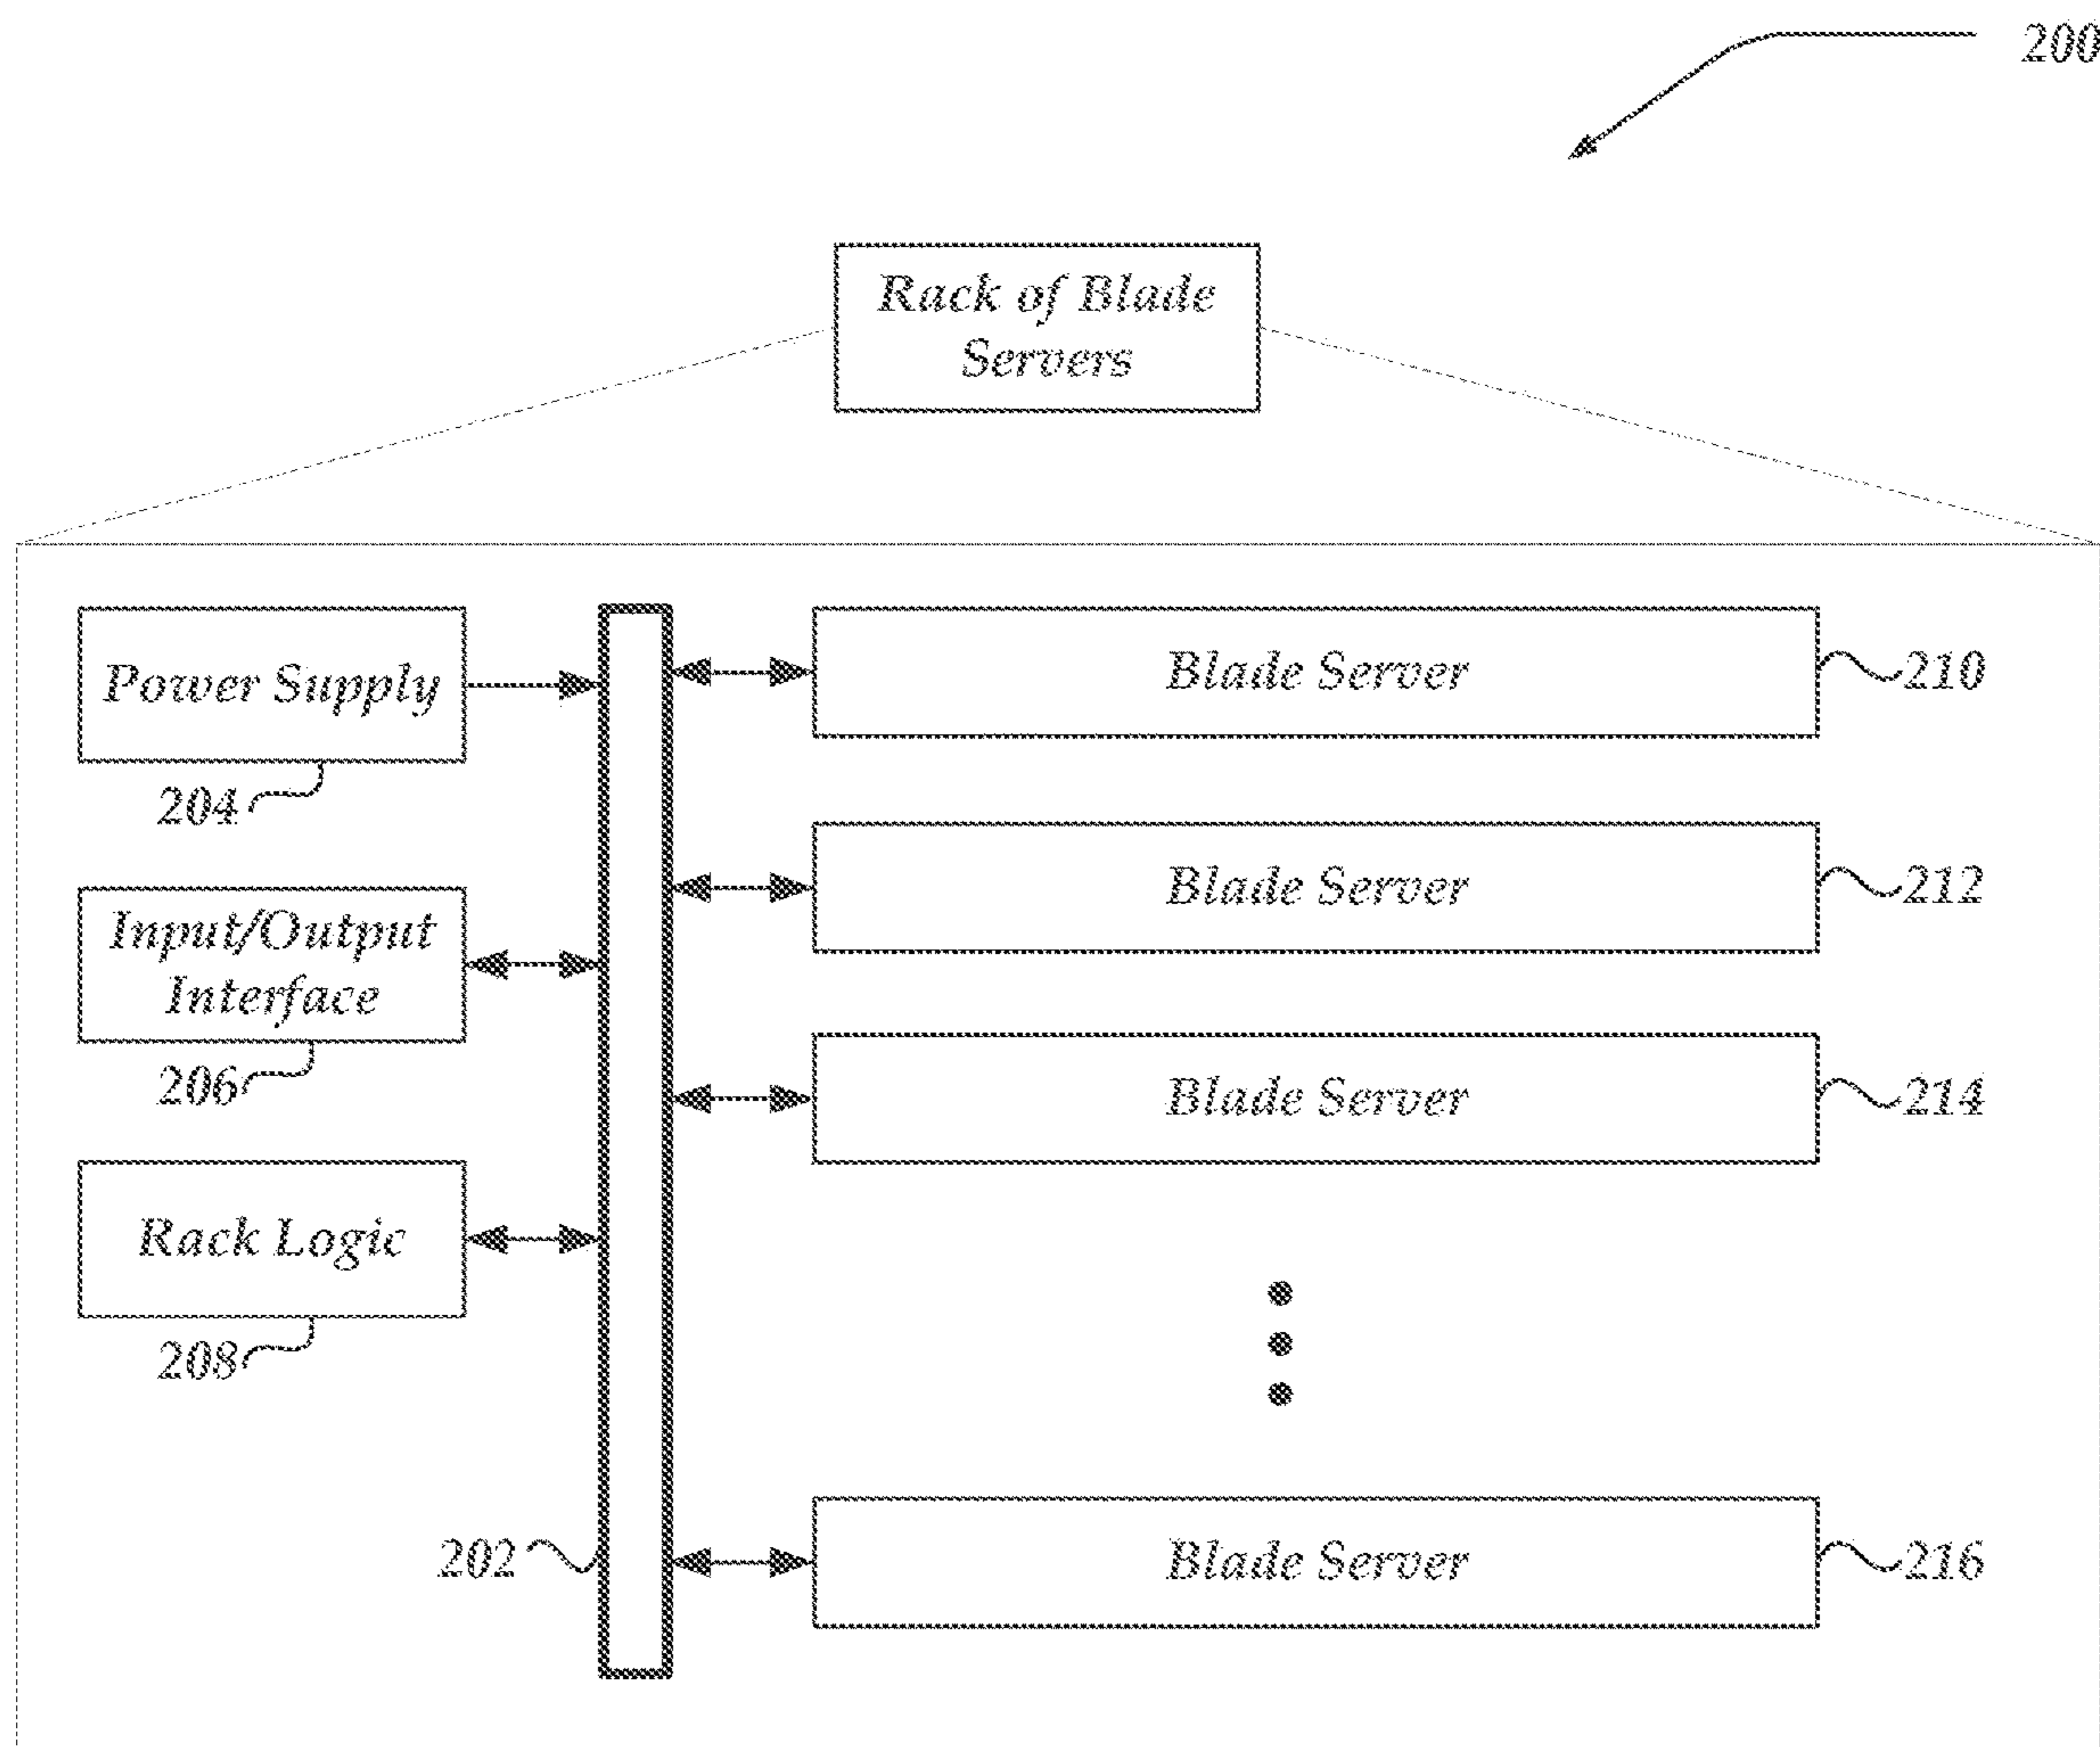 200
Rack of Blade
Servers
Power Supply
204
Input/Output
Interface
206
Rack Logic
208
202
Blade Server
210
Blade Server
212
Blade Server
214
Blade Server
216